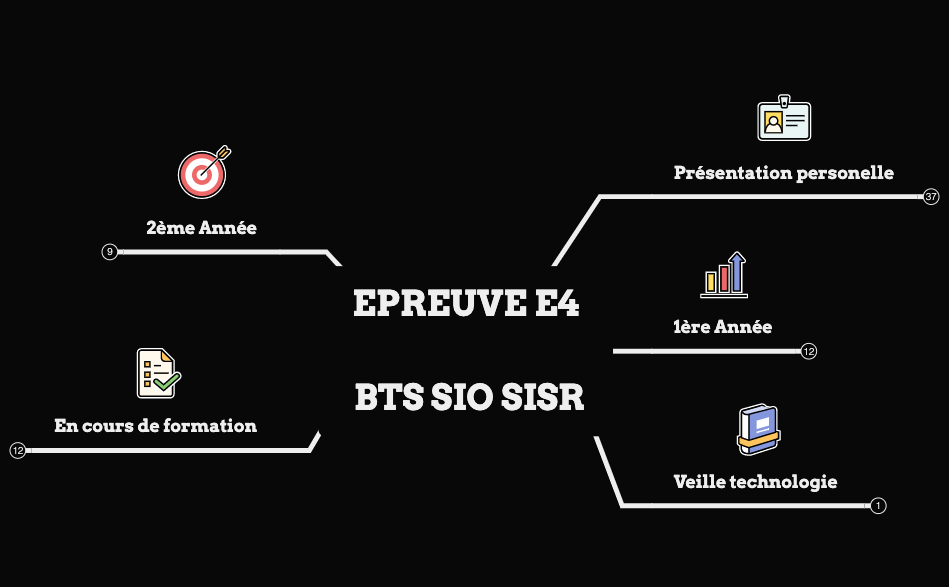 Présentation personelle
37
2ème Année
9
EPREUVE E4
1ère Année
12
BTS SIO SISR
En cours de formation
12
Veille technologie
1